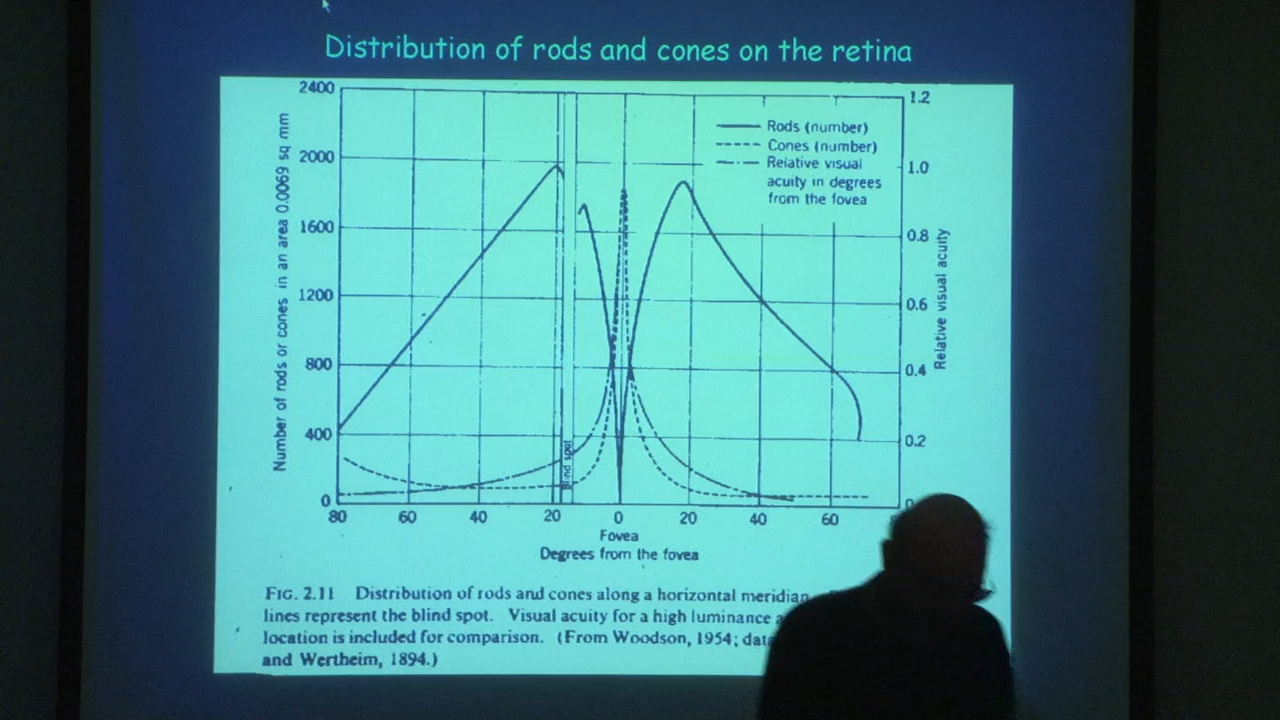 Distribution of rods and cones on the retina
2400
2000
1600
1200
800
400
0
Number of rods or cones in an area 0.0069 sq mm
1.2
1.0
0.8
0.6
0.4
0.2
0
Relative visual acuity
Rods (number)
Cones (number)
Relative visual
acuity in degrees
from the fovea
Blind spot
80 60 40 20 0 20 40 60
Fovea
Degrees from the fovea
FIG. 2.11 Distribution of rods and cones along a horizontal meridian.
lines represent the blind spot. Visual acuity for a high luminance
location is included for comparison. (From Woodson, 1954;
and Wertheim, 1894.)